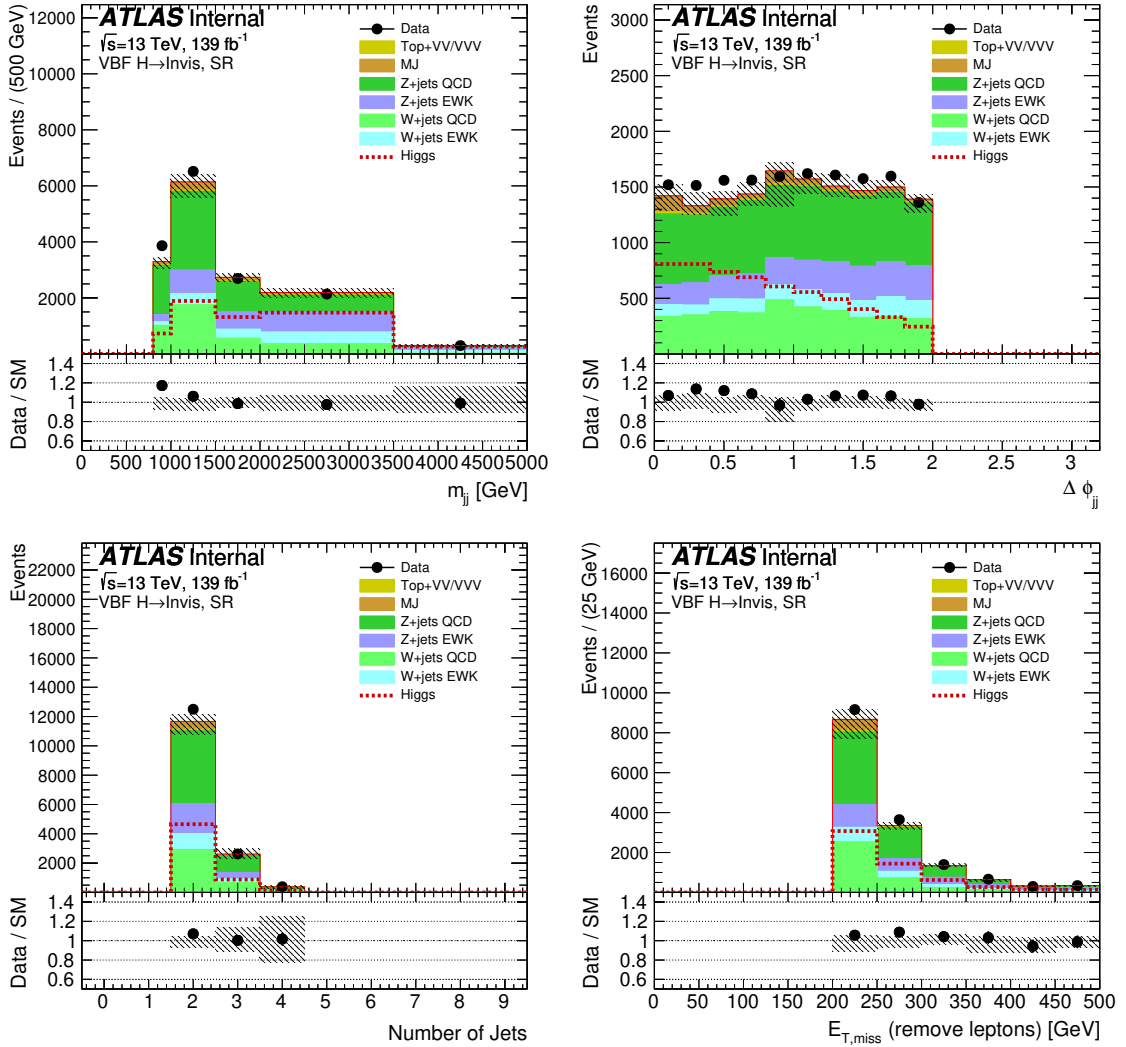 ATLAS Internal
√s=13 TeV, 139 fb-1
VBF H→Invis, SR
Data
Top+VV/VVV
MJ
Z+jets QCD
Z+jets EWK
W+jets QCD
W+jets EWK
Higgs
Events / (500 GeV)
12000
10000
8000
6000
4000
2000
Data / SM
1.4
1.2
1
0.8
0.6
0 500 1000 1500 2000 2500 3000 3500 4000 4500 5000
mjj [GeV]
ATLAS Internal
√s=13 TeV, 139 fb-1
VBF H→Invis, SR
Data
Top+VV/VVV
MJ
Z+jets QCD
Z+jets EWK
W+jets QCD
W+jets EWK
Higgs
Events
3000
2500
2000
1500
1000
500
Data / SM
1.4
1.2
1
0.8
0.6
0 0.5 1 1.5 2 2.5 3
Δ ϕjj
ATLAS Internal
√s=13 TeV, 139 fb-1
VBF H→Invis, SR
Data
Top+VV/VVV
MJ
Z+jets QCD
Z+jets EWK
W+jets QCD
W+jets EWK
Higgs
Events
22000
20000
18000
16000
14000
12000
10000
8000
6000
4000
2000
Data / SM
1.4
1.2
1
0.8
0.6
0 1 2 3 4 5 6 7 8 9
Number of Jets
ATLAS Internal
√s=13 TeV, 139 fb-1
VBF H→Invis, SR
Data
Top+VV/VVV
MJ
Z+jets QCD
Z+jets EWK
W+jets QCD
W+jets EWK
Higgs
Events / (25 GeV)
16000
14000
12000
10000
8000
6000
4000
2000
Data / SM
1.4
1.2
1
0.8
0.6
0 50 100 150 200 250 300 350 400 450 500
ET,miss (remove leptons) [GeV]